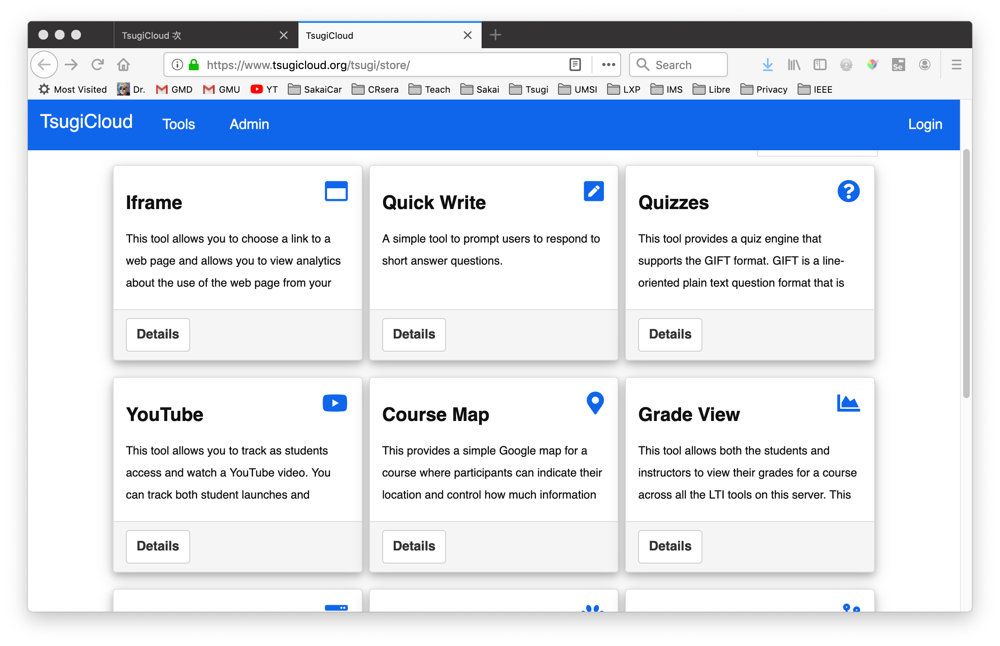 TsugiCloud 次
TsugiCloud
https://www.tsugicloud.org/tsugi/store/
Search
Se
Most Visited
Dr.
GMD
GMU
YT
SakaiCar
CRsera
Teach
Sakai
Tsugi
UMSI
LXP
IMS
Libre
Privacy
IEEE
TsugiCloud
Tools
Admin
Login
Iframe
This tool allows you to choose a link to a
web page and allows you to view analytics
about the use of the web page from your
Details
Quick Write
A simple tool to prompt users to respond to
short answer questions.
Details
Quizzes
This tool provides a quiz engine that
supports the GIFT format. GIFT is a line-
oriented plain text question format that is
Details
YouTube
This tool allows you to track as students
access and watch a YouTube video. You
can track both student launches and
Details
Course Map
This provides a simple Google map for a
course where participants can indicate their
location and control how much information
Details
Grade View
This tool allows both the students and
instructors to view their grades for a course
across all the LTI tools on this server. This
Details